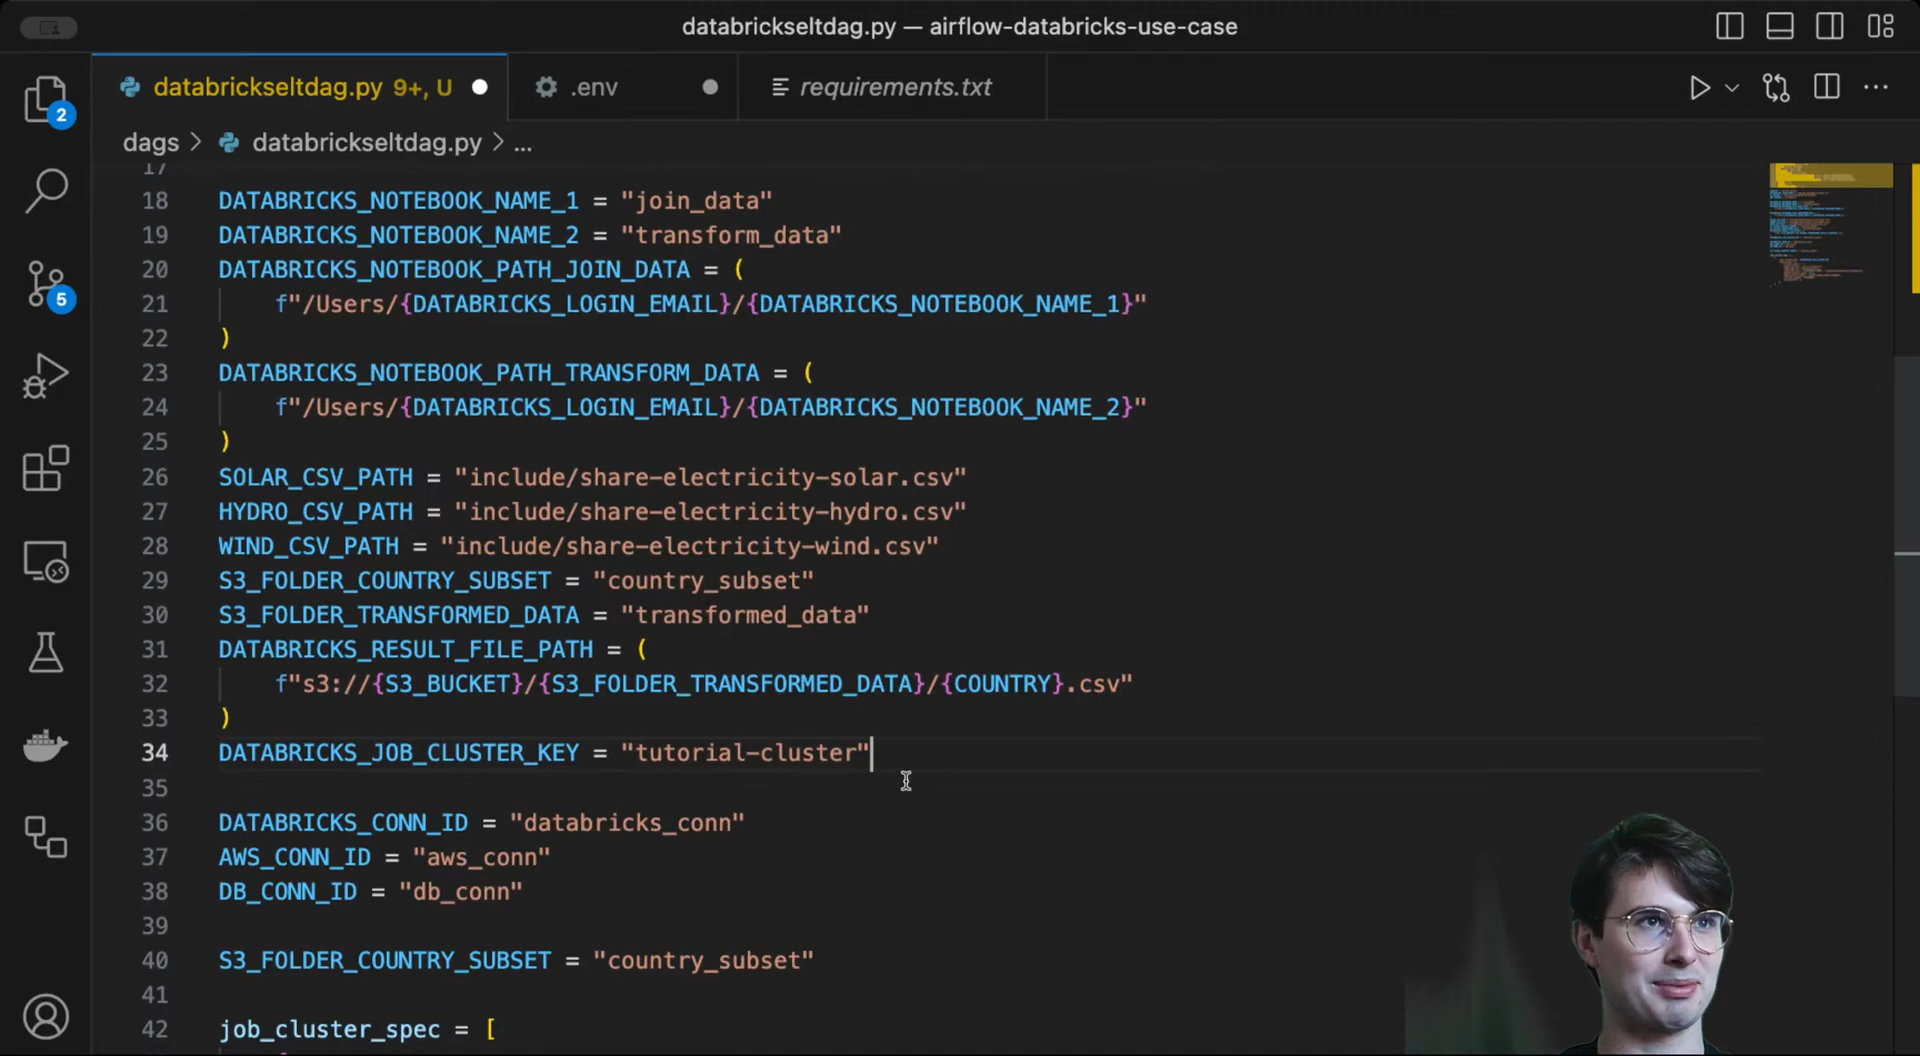 databrickseltdag.py — airflow-databricks-use-case
databrickseltdag.py 9+, U
.env
requirements.txt
dags > databrickseltdag.py > ...
2
5
17
18 DATABRICKS_NOTEBOOK_NAME_1 = "join_data"
19 DATABRICKS_NOTEBOOK_NAME_2 = "transform_data"
20 DATABRICKS_NOTEBOOK_PATH_JOIN_DATA = (
21 f"/Users/{DATABRICKS_LOGIN_EMAIL}/{DATABRICKS_NOTEBOOK_NAME_1}"
22 )
23 DATABRICKS_NOTEBOOK_PATH_TRANSFORM_DATA = (
24 f"/Users/{DATABRICKS_LOGIN_EMAIL}/{DATABRICKS_NOTEBOOK_NAME_2}"
25 )
26 SOLAR_CSV_PATH = "include/share-electricity-solar.csv"
27 HYDRO_CSV_PATH = "include/share-electricity-hydro.csv"
28 WIND_CSV_PATH = "include/share-electricity-wind.csv"
29 S3_FOLDER_COUNTRY_SUBSET = "country_subset"
30 S3_FOLDER_TRANSFORMED_DATA = "transformed_data"
31 DATABRICKS_RESULT_FILE_PATH = (
32 f"s3://{S3_BUCKET}/{S3_FOLDER_TRANSFORMED_DATA}/{COUNTRY}.csv"
33 )
34 DATABRICKS_JOB_CLUSTER_KEY = "tutorial-cluster"
35
36 DATABRICKS_CONN_ID = "databricks_conn"
37 AWS_CONN_ID = "aws_conn"
38 DB_CONN_ID = "db_conn"
39
40 S3_FOLDER_COUNTRY_SUBSET = "country_subset"
41
42 job_cluster_spec = [